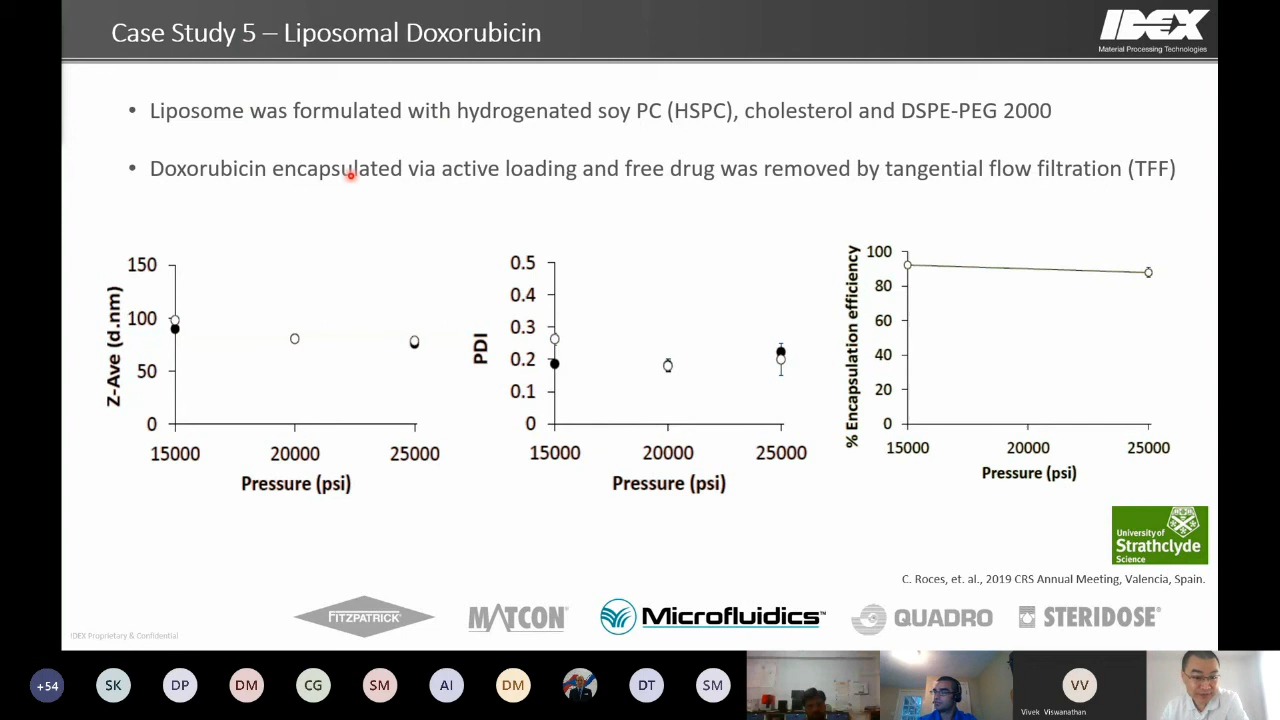 Case Study 5 – Liposomal Doxorubicin
IDEX
Material Processing Technologies
• Liposome was formulated with hydrogenated soy PC (HSPC), cholesterol and DSPE-PEG 2000
• Doxorubicin encapsulated via active loading and free drug was removed by tangential flow filtration (TFF)
Z-Ave (d.nm)
150
100
50
0
15000 20000 25000
Pressure (psi)
PDI
0.5
0.4
0.3
0.2
0.1
0
15000 20000 25000
Pressure (psi)
% Encapsulation efficiency
100
80
60
40
20
0
15000 20000 25000
Pressure (psi)
University of
Strathclyde
Science
C. Roces, et. al., 2019 CRS Annual Meeting, Valencia, Spain.
FITZPATRICK MATCON Microfluidics™ QUADRO STERIDOSE
IDEX Proprietary & Confidential
+54 SK DP DM CG SM AI DM DT SM VV
Vivek Viswanathan